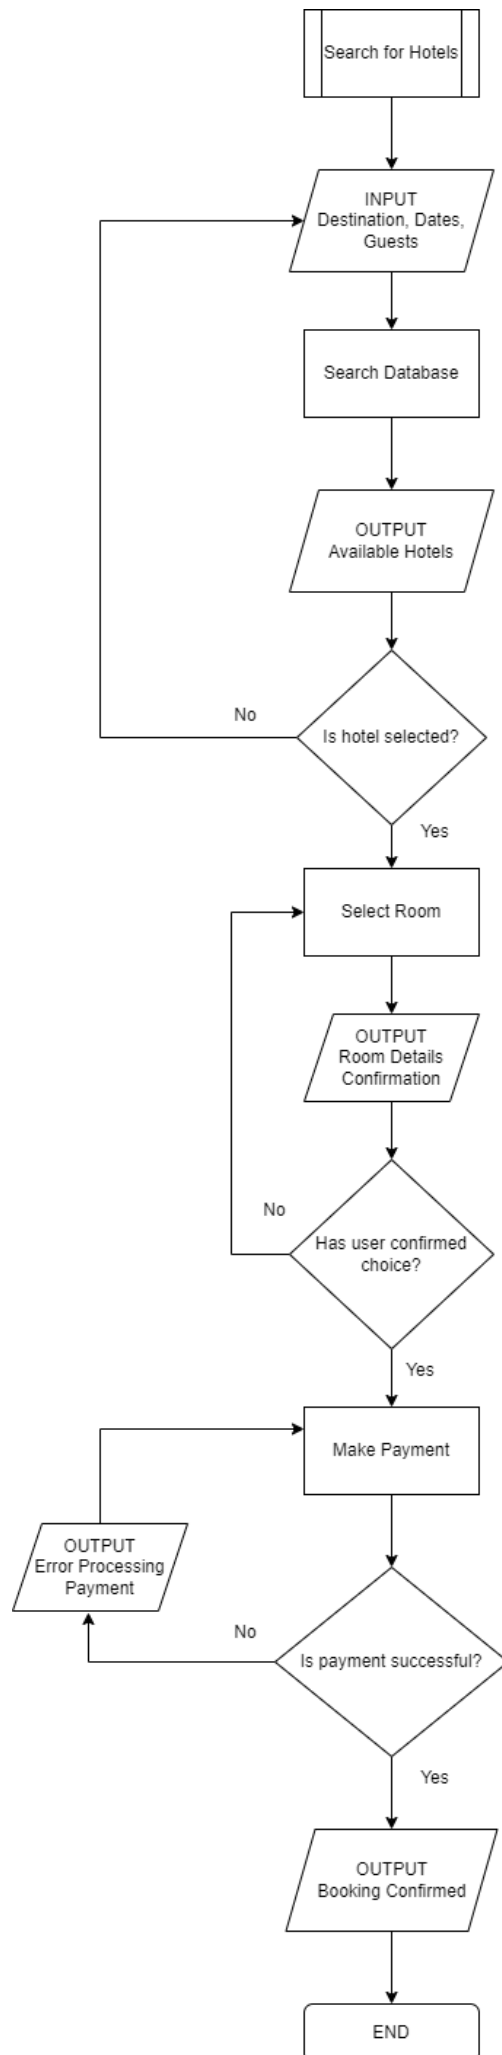 Search for Hotels
INPUT
Destination, Dates,
Guests
Search Database
OUTPUT
Available Hotels
No
Is hotel selected?
Yes
Select Room
OUTPUT
Room Details
Confirmation
No
Has user confirmed
choice?
Yes
Make Payment
OUTPUT
Error Processing
Payment
No
Is payment successful?
Yes
OUTPUT
Booking Confirmed
END